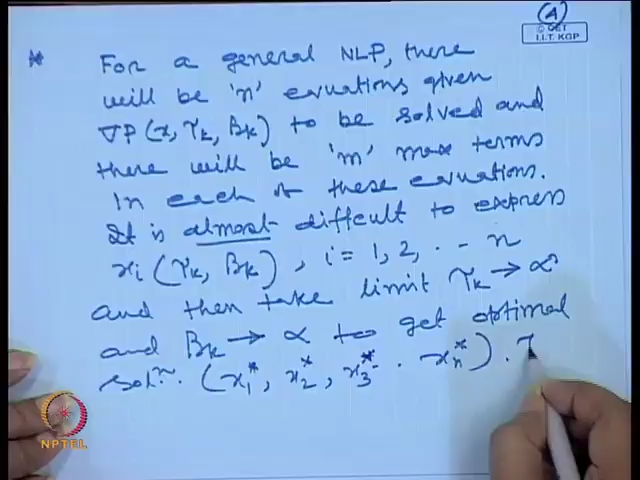 A
© CET
I.I.T. KGP
* For a general NLP, there
will be 'n' equations given
∇P(x, γk, βk) to be solved and
there will be 'm' max terms
in each of these equations.
It is almost difficult to express
xi (γk, βk), i = 1, 2, ... n
and then take limit γk → ∞
and βk → ∝ to get optimal
solⁿ. (x1*, x2*, x3* . xn*).
NPTEL